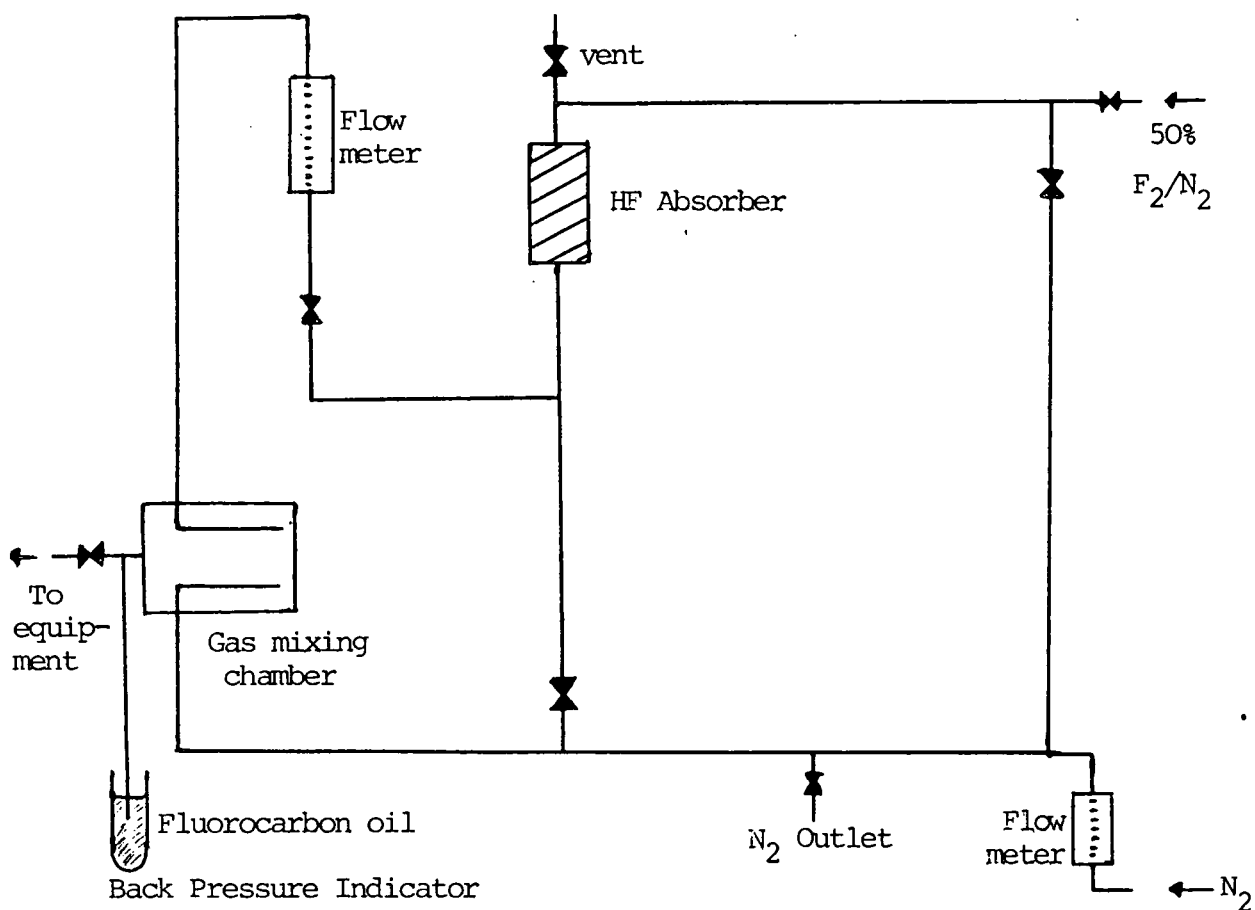 vent
Flow
meter
50%
F2/N2
HF Absorber
To
equip-
ment
Gas mixing
chamber
Fluorocarbon oil
N2 Outlet
Flow
meter
Back Pressure Indicator
N2